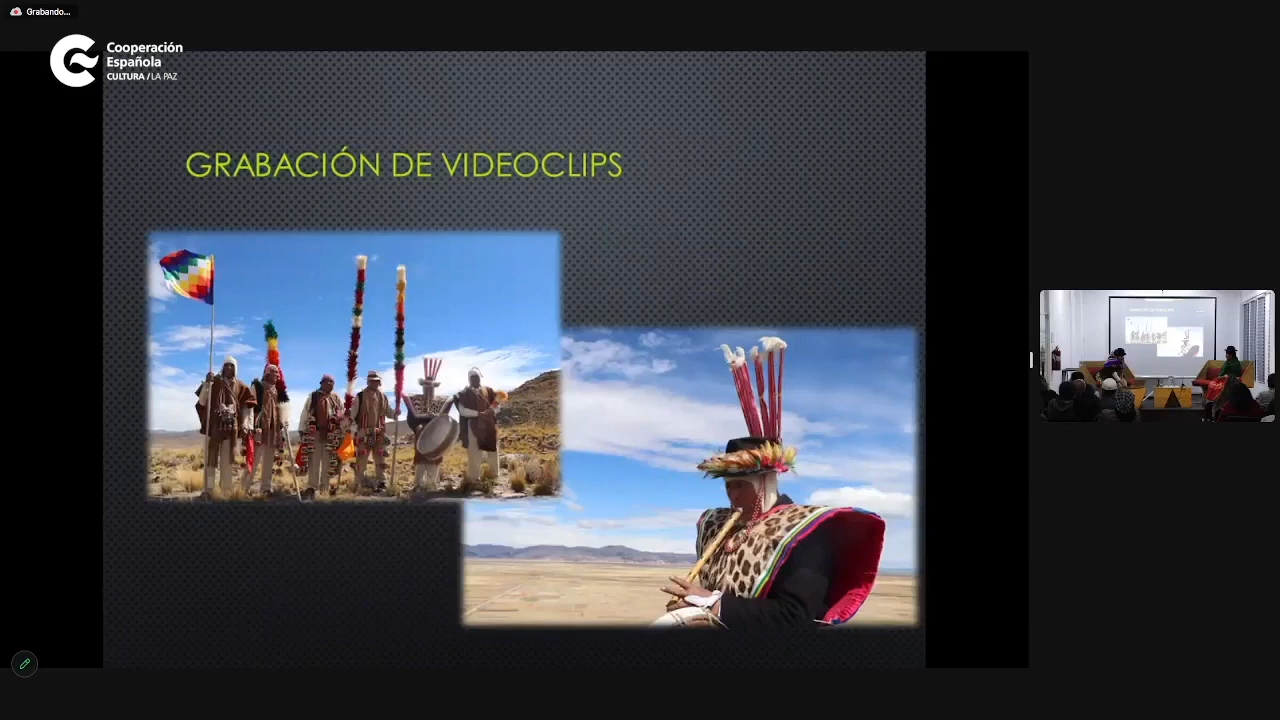 Grabando...
Cooperación
Española
CULTURA / LA PAZ
GRABACIÓN DE VIDEOCLIPS